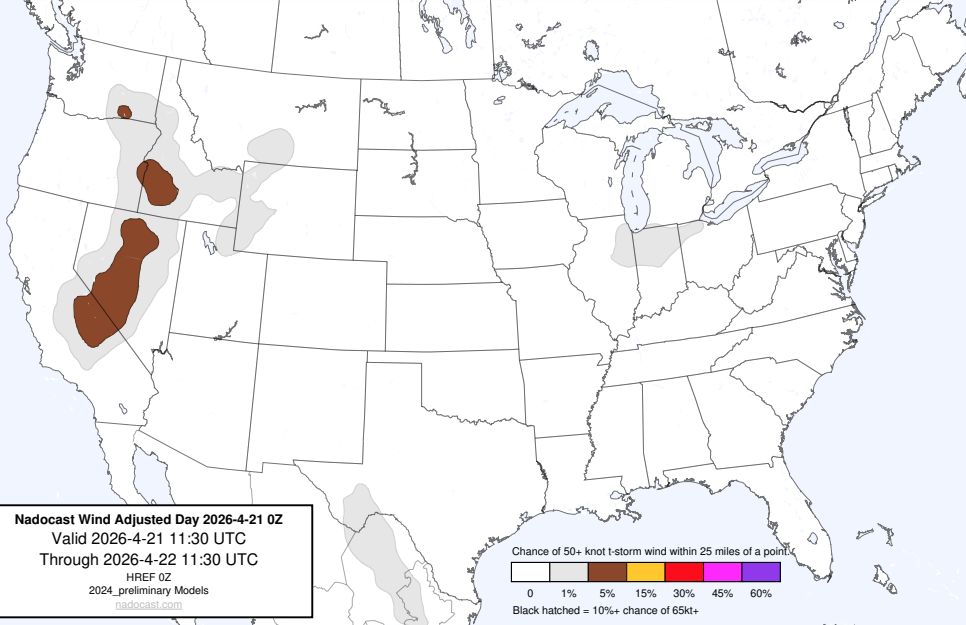 Nadocast Wind Adjusted Day 2026-4-21 0Z
Valid 2026-4-21 11:30 UTC
Through 2026-4-22 11:30 UTC
HREF 0Z
2024_preliminary Models
nadocast.com
Chance of 50+ knot t-storm wind within 25 miles of a point.
0 1% 5% 15% 30% 45% 60%
Black hatched = 10%+ chance of 65kt+